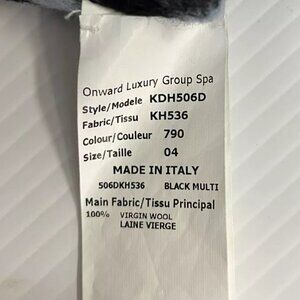 Onward Luxury Group Spa
Style/Modele KDH506D
Fabric/Tissu KH536
Colour/Couleur 790
Size/Taille 04
MADE IN ITALY
506DKH536 BLACK MULTI
Main Fabric/Tissu Principal
100% VIRGIN WOOL
LAINE VIERGE